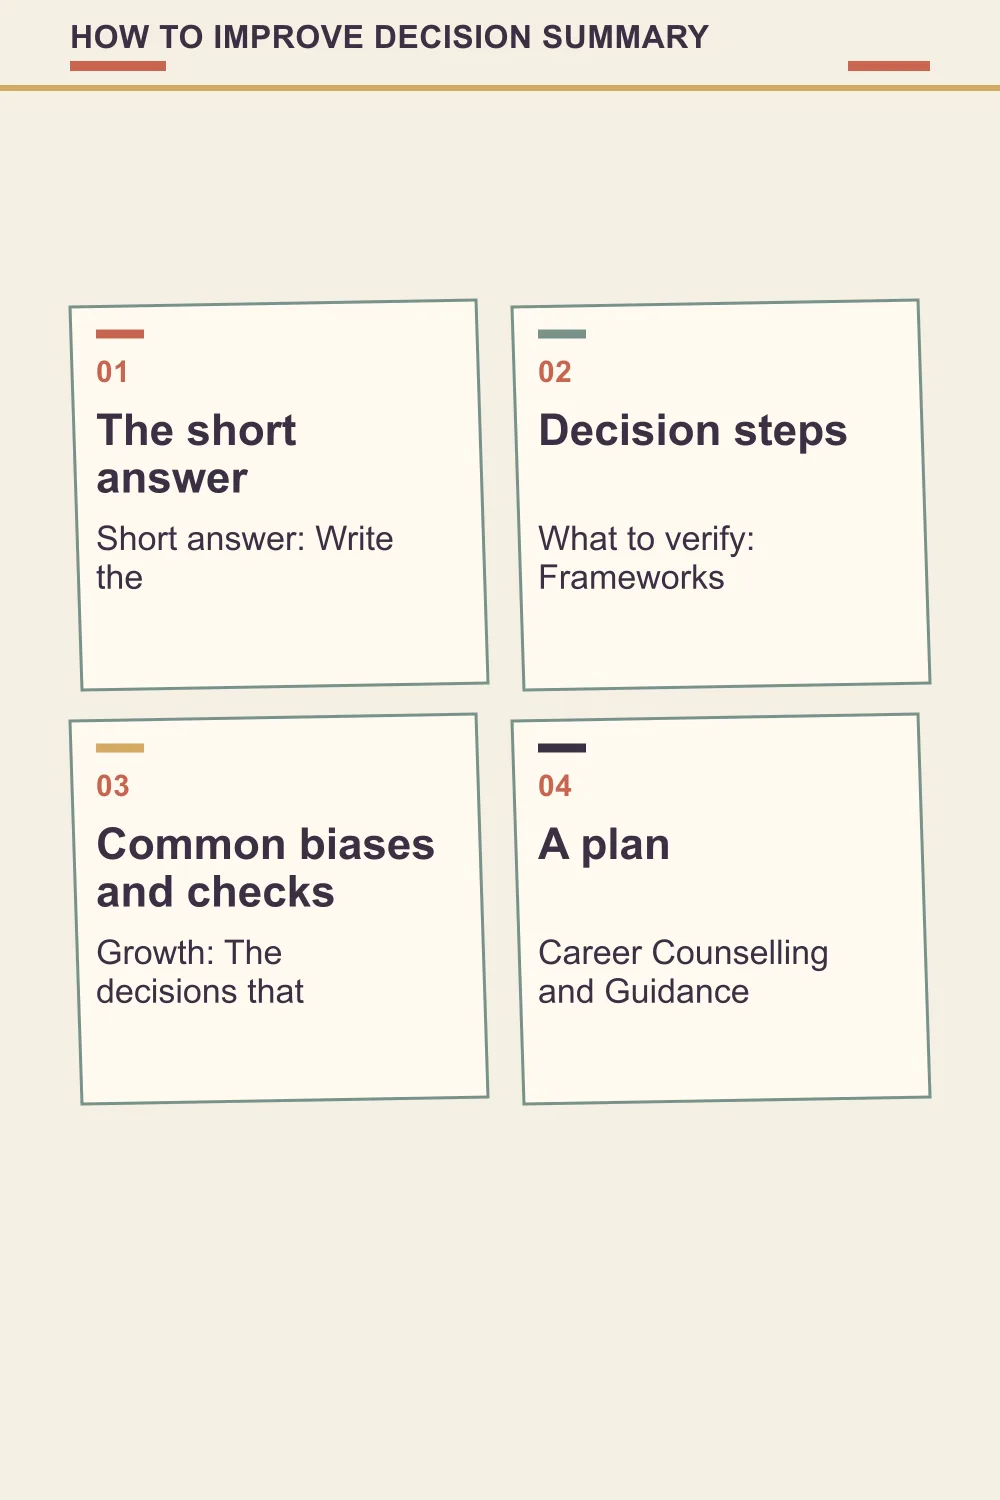 HOW TO IMPROVE DECISION SUMMARY
01
The short
answer
Short answer: Write
the
02
Decision steps
What to verify:
Frameworks
03
Common biases
and checks
Growth: The
decisions that
04
A plan
Career Counselling
and Guidance